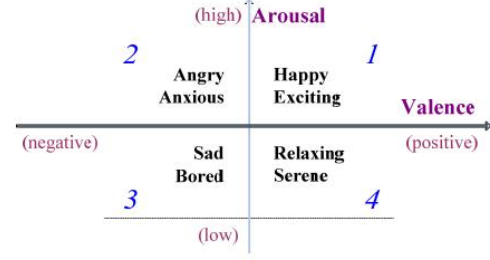 (high) Arousal
2 1
Angry Happy
Anxious Exciting
Valence
(negative) (positive)
Sad Relaxing
Bored Serene
3 4
(low)